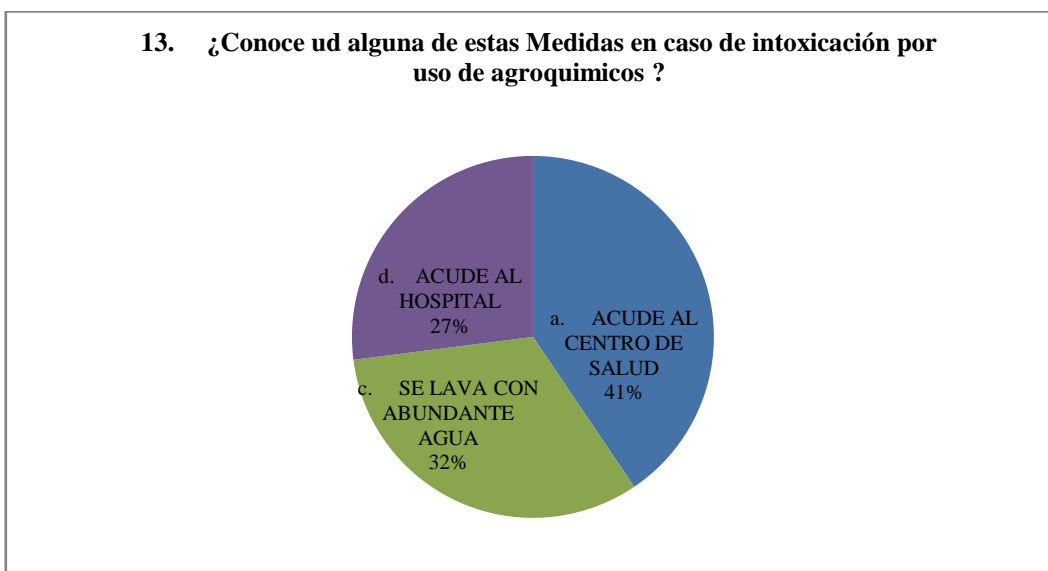 13. ¿Conoce ud alguna de estas Medidas en caso de intoxicación por
uso de agroquimicos ?
d. ACUDE AL
HOSPITAL
27%
a. ACUDE AL
CENTRO DE
SALUD
41%
c. SE LAVA CON
ABUNDANTE
AGUA
32%